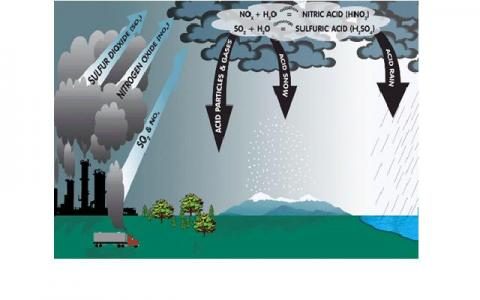 NOX + H2O = NITRIC ACID (HNO3)
SO2 + H2O = SULFURIC ACID (H2SO4)
SULFUR DIOXIDE (SO2)
NITROGEN OXIDE (NOX)
SO2 & NOX
ACID PARTICLES & GASES
ACID SNOW
ACID RAIN